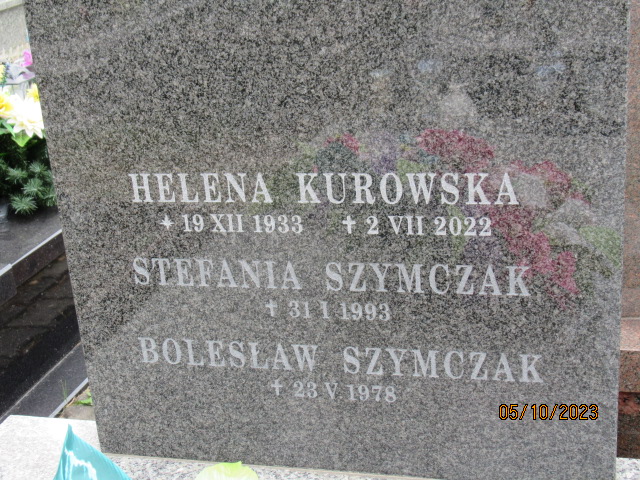 HELENA KUROWSKA
+ 19 XII 1933 + 2 VII 2022
STEFANIA SZYMCZAK
+ 31 I 1993
BOLESŁAW SZYMCZAK
+ 23 V 1978
05/10/2023